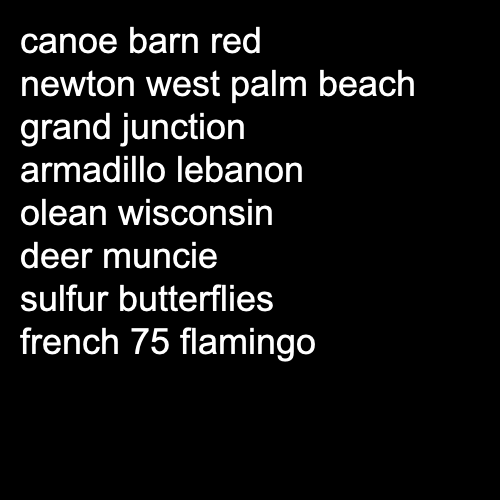 canoe barn red
newton west palm beach
grand junction
armadillo lebanon
olean wisconsin
deer muncie
sulfur butterflies
french 75 flamingo